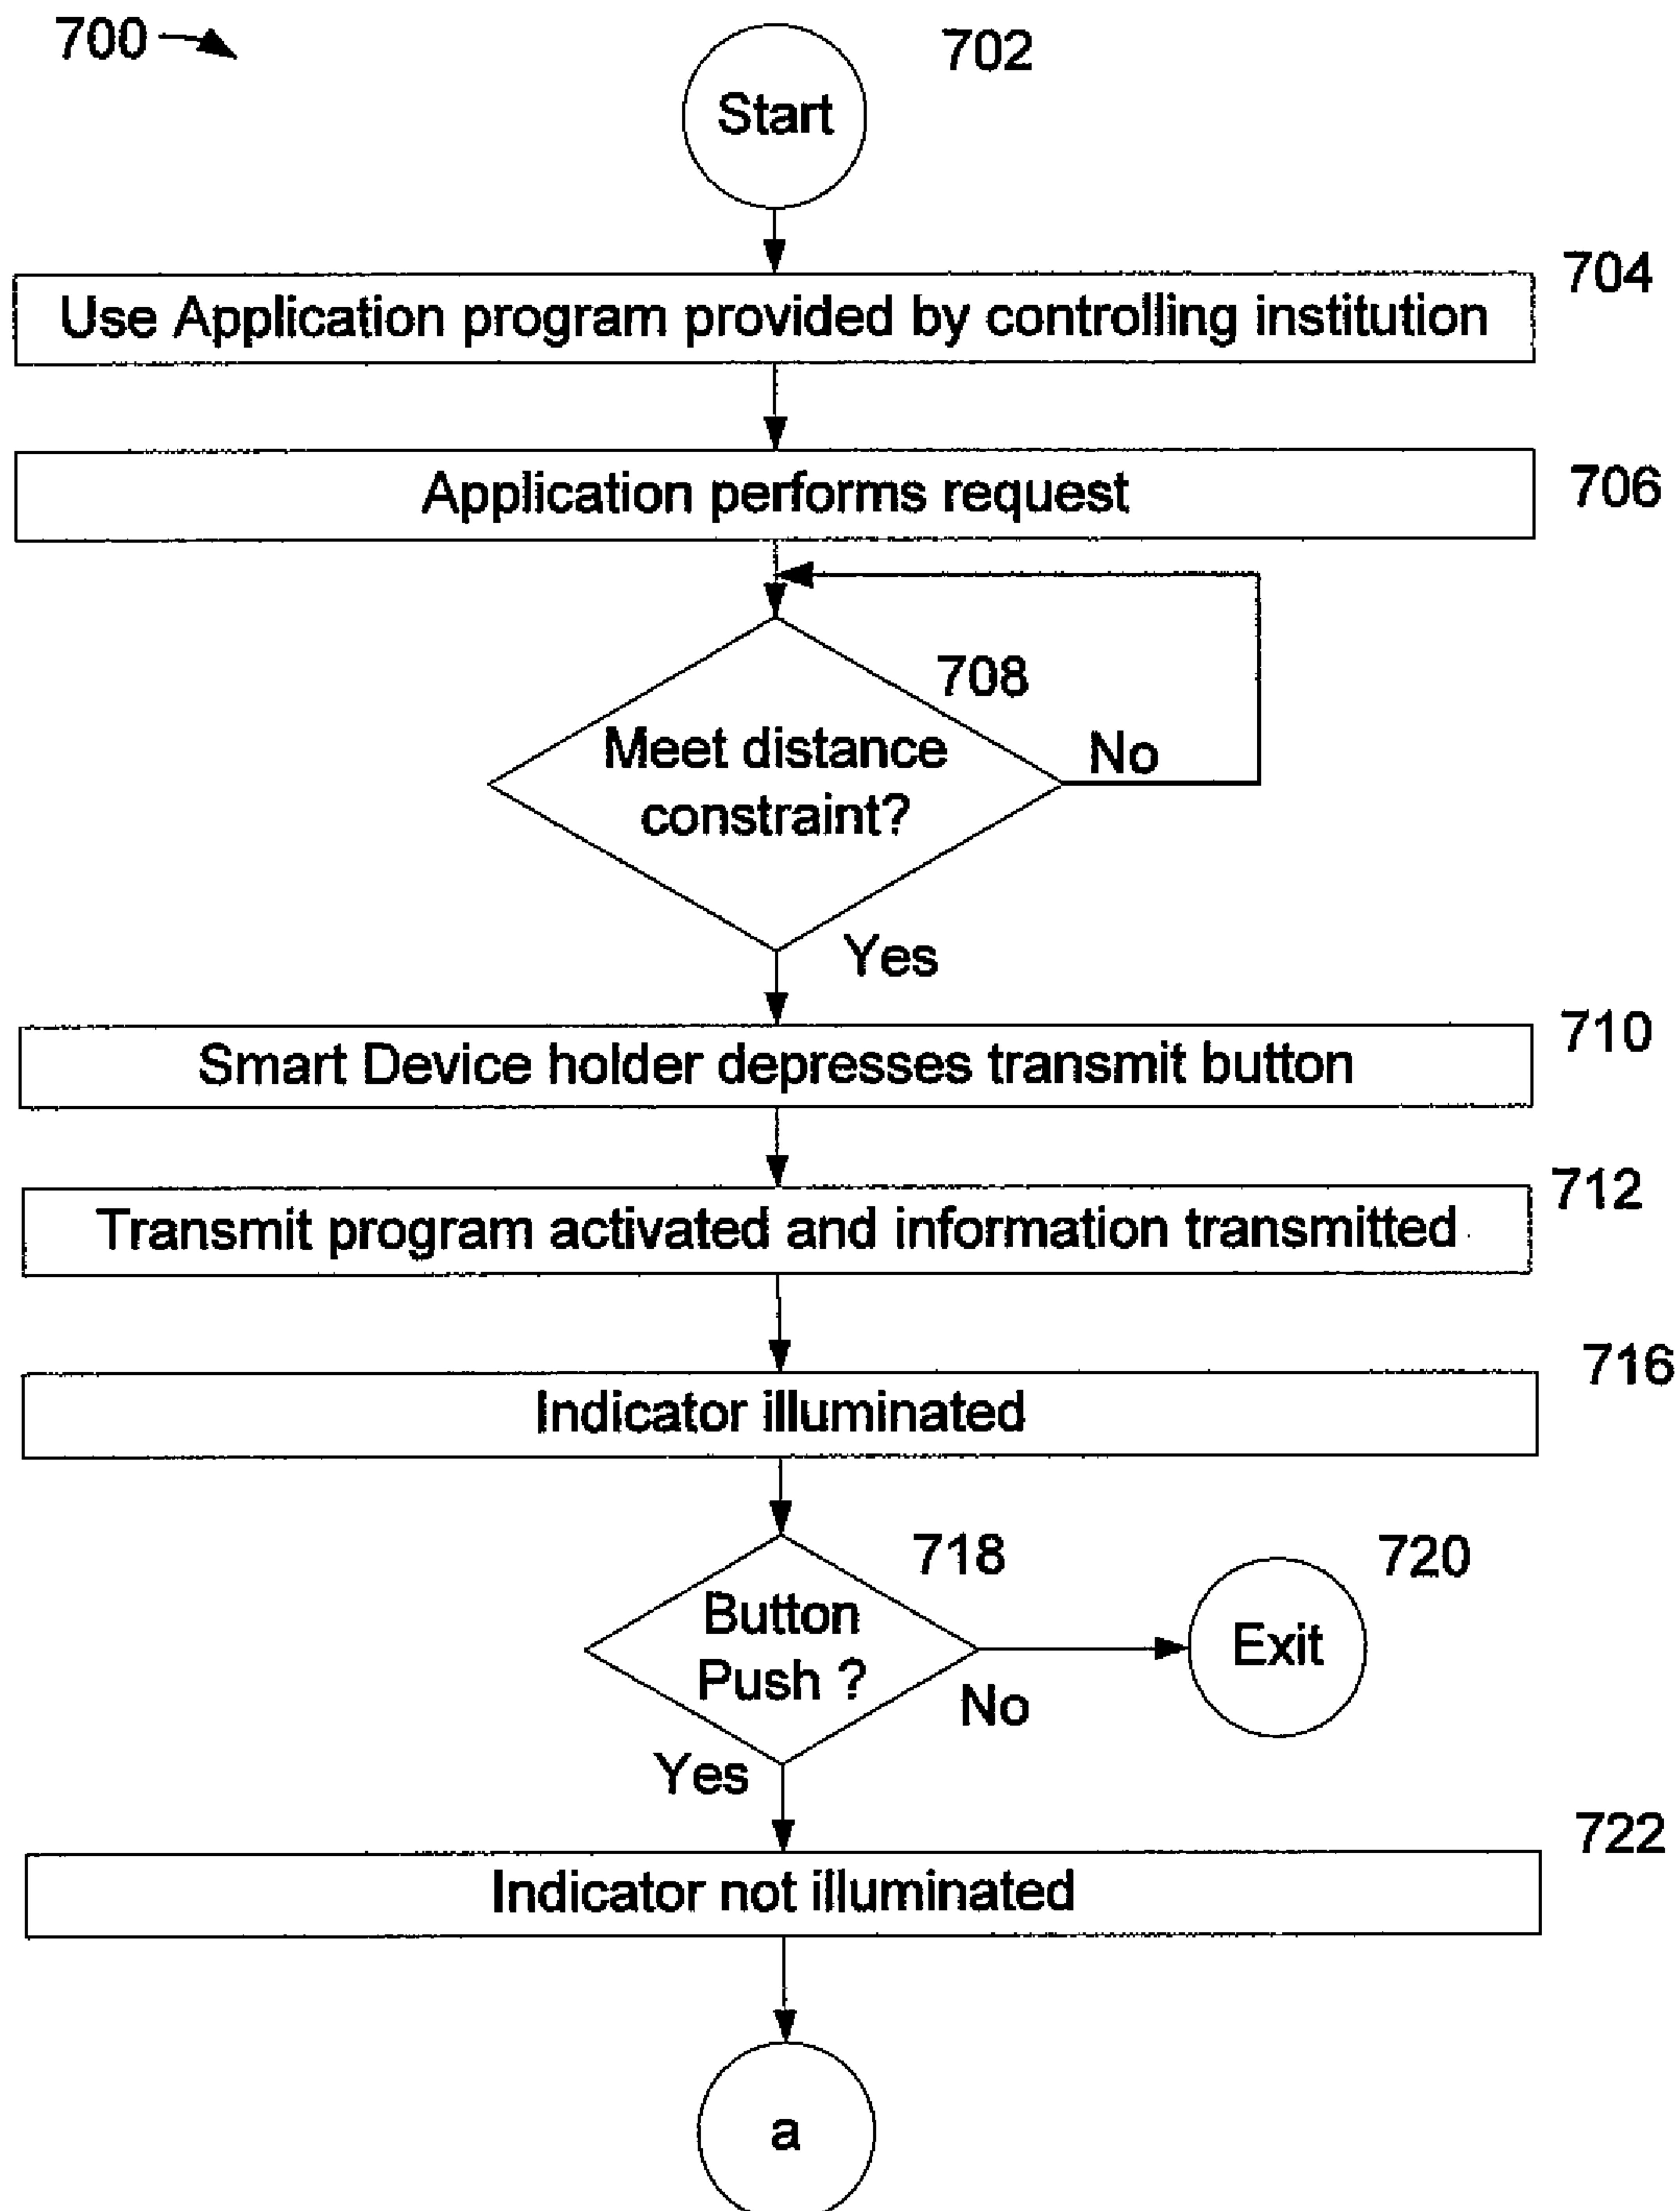 700
702
Start
704
Use Application program provided by controlling institution
706
Application performs request
708
Meet distance
constraint?
No
Yes
710
Smart Device holder depresses transmit button
712
Transmit program activated and information transmitted
716
Indicator illuminated
718
720
Button
Push ?
Exit
No
Yes
722
Indicator not illuminated
a